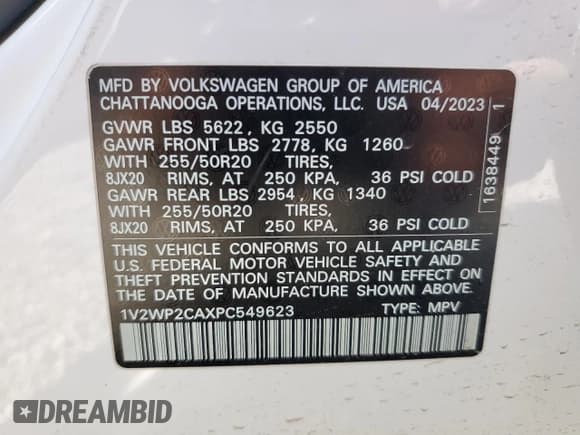 MFD BY VOLKSWAGEN GROUP OF AMERICA
CHATTANOOGA OPERATIONS, LLC. USA 04/2023
GVWR LBS 5622, KG 2550
GAWR FRONT LBS 2778, KG 1260
WITH 255/50R20 TIRES,
8JX20 RIMS, AT 250 KPA, 36 PSI COLD
GAWR REAR LBS 2954, KG 1340
WITH 255/50R20 TIRES,
8JX20 RIMS, AT 250 KPA, 36 PSI COLD
THIS VEHICLE CONFORMS TO ALL APPLICABLE
U.S. FEDERAL MOTOR VEHICLE SAFETY AND
THEFT PREVENTION STANDARDS IN EFFECT ON
THE DATE OF MANUFACTURE SHOWN ABOVE.
1V2WP2CAXPC549623 TYPE: MPV
1638449 1
DREAMBID